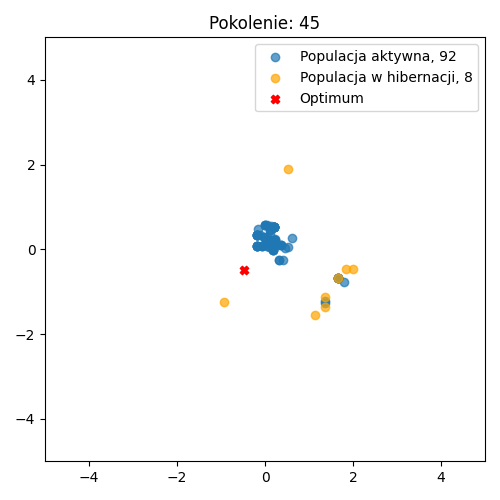 Pokolenie: 45
Populacja aktywna, 92
Populacja w hibernacji, 8
Optimum
4
2
0
−2
−4
−4 −2 0 2 4